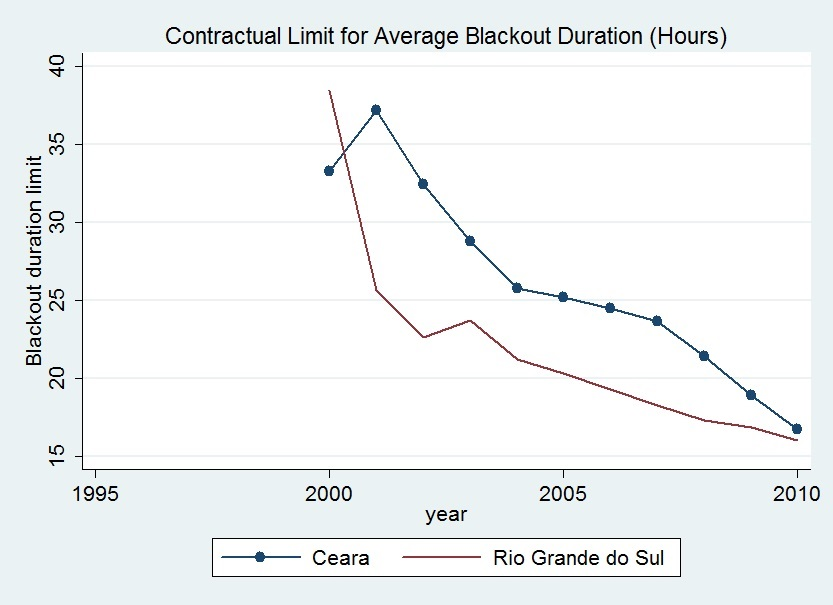 Contractual Limit for Average Blackout Duration (Hours)
Blackout duration limit
40
35
30
25
20
15
1995 2000 2005 2010
year
Ceara Rio Grande do Sul